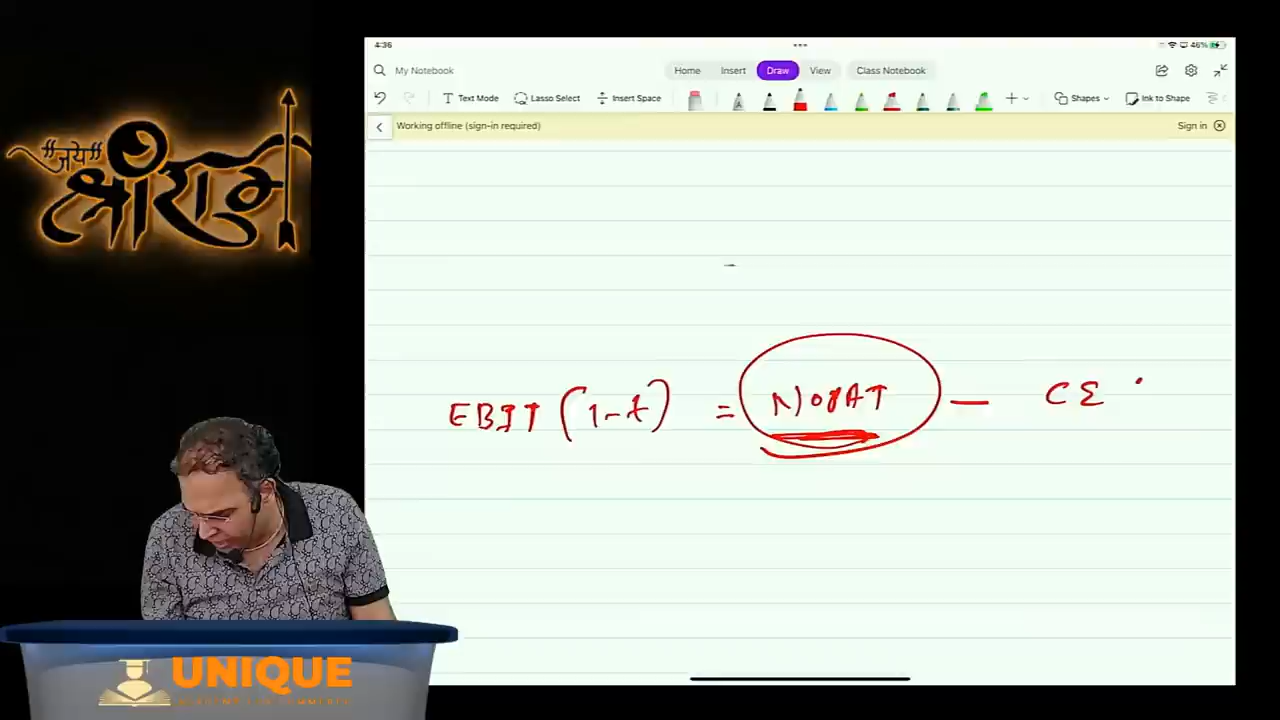 "जय"
श्रीराम
4:36
46%
My Notebook
Home Insert Draw View Class Notebook
Text Mode Lasso Select Insert Space Shapes Ink to Shape
Working offline (sign-in required) Sign in
EBIT (1-t) = NOPAT - CE
UNIQUE